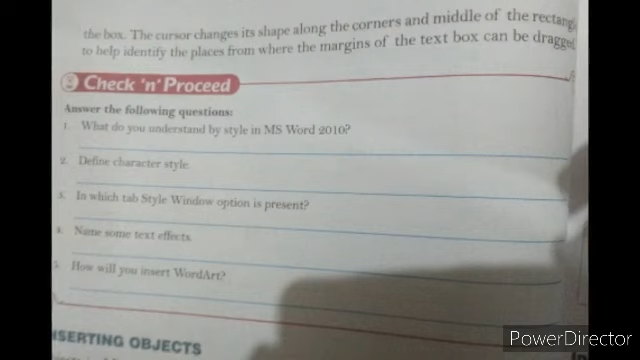 the box. The cursor changes its shape along the corners and middle of the rectang
to help identify the places from where the margins of the text box can be dragged
Check 'n' Proceed
Answer the following questions:
1. What do you understand by style in MS Word 2010?
2. Define character style.
3. In which tab Style Window option is present?
4. Name some text effects.
5. How will you insert WordArt?
NSERTING OBJECTS
PowerDirector